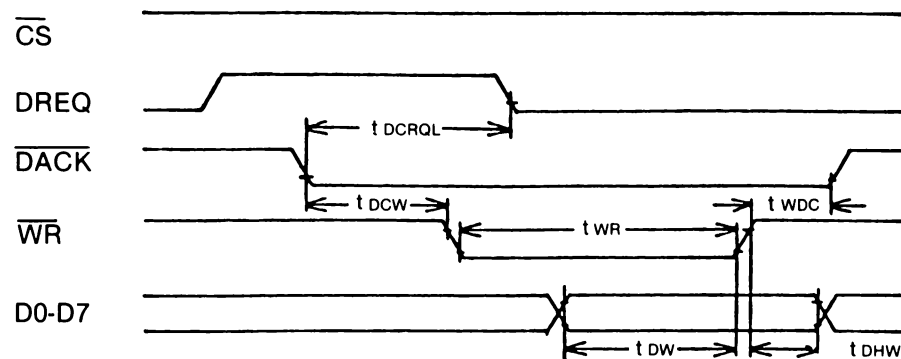 CS
DREQ
t DCRQL
DACK
t DCW
t WDC
WR
t WR
D0-D7
t DW
t DHW